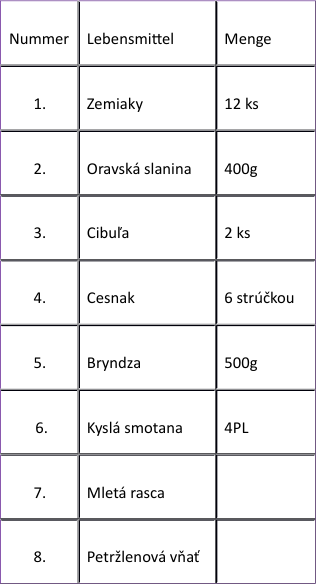 Nummer Lebensmittel Menge
1. Zemiaky 12 ks
2. Oravská slanina 400g
3. Cibuľa 2 ks
4. Cesnak 6 strúčkou
5. Bryndza 500g
6. Kyslá smotana 4PL
7. Mletá rasca
8. Petržlenová vňať